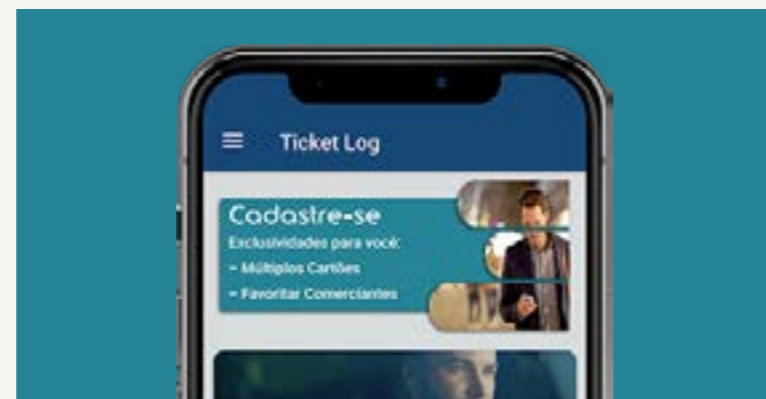 Ticket Log
Cadastre-se
Exclusividades para você:
- Múltiplos Cartões
- Favoritar Comerciantes